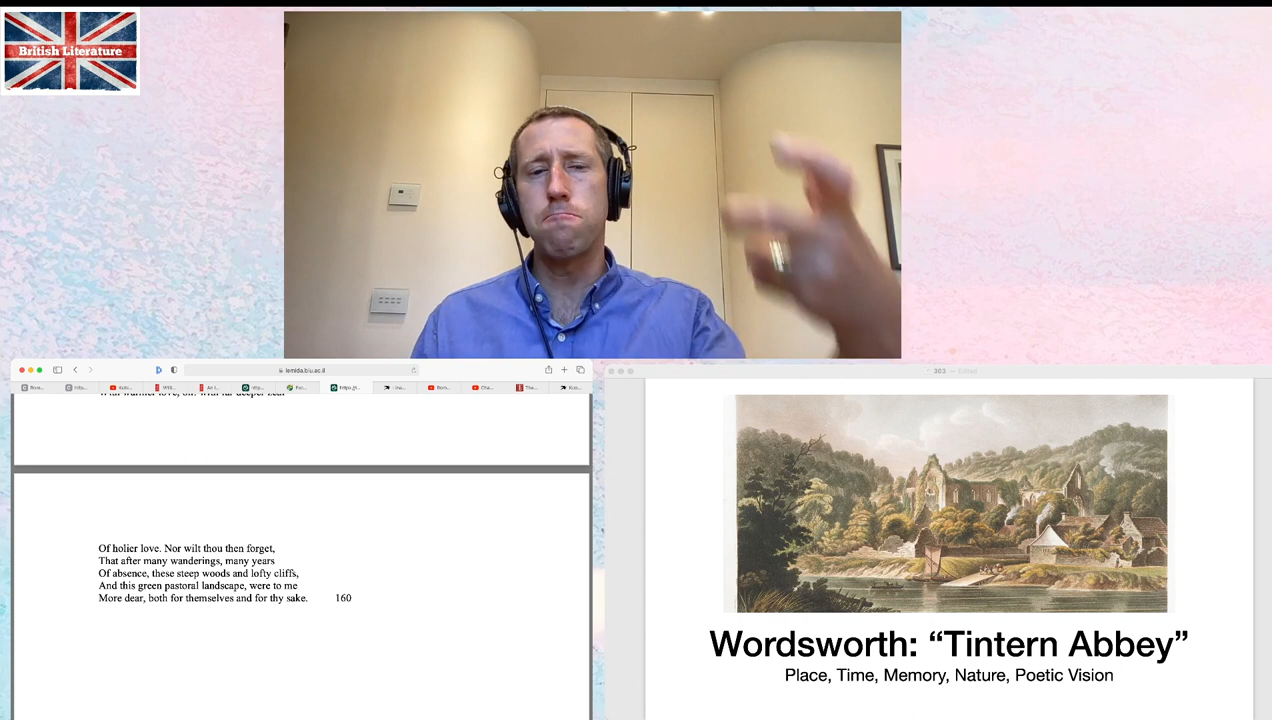 British Literature
lemida.biu.ac.il
303 — Edited
Of holier love. Nor wilt thou then forget,
That after many wanderings, many years
Of absence, these steep woods and lofty cliffs,
And this green pastoral landscape, were to me
More dear, both for themselves and for thy sake. 160
Wordsworth: “Tintern Abbey”
Place, Time, Memory, Nature, Poetic Vision